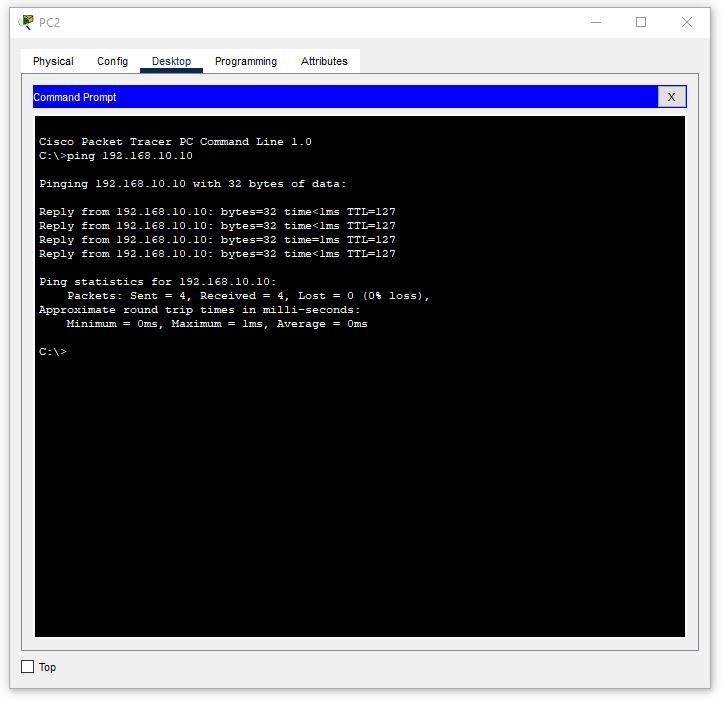 PC2
Physical Config Desktop Programming Attributes
Command Prompt X
Cisco Packet Tracer PC Command Line 1.0
C:\>ping 192.168.10.10
Pinging 192.168.10.10 with 32 bytes of data:
Reply from 192.168.10.10: bytes=32 time<1ms TTL=127
Reply from 192.168.10.10: bytes=32 time<1ms TTL=127
Reply from 192.168.10.10: bytes=32 time=1ms TTL=127
Reply from 192.168.10.10: bytes=32 time<1ms TTL=127
Ping statistics for 192.168.10.10:
Packets: Sent = 4, Received = 4, Lost = 0 (0% loss),
Approximate round trip times in milli-seconds:
Minimum = 0ms, Maximum = 1ms, Average = 0ms
C:\>
Top